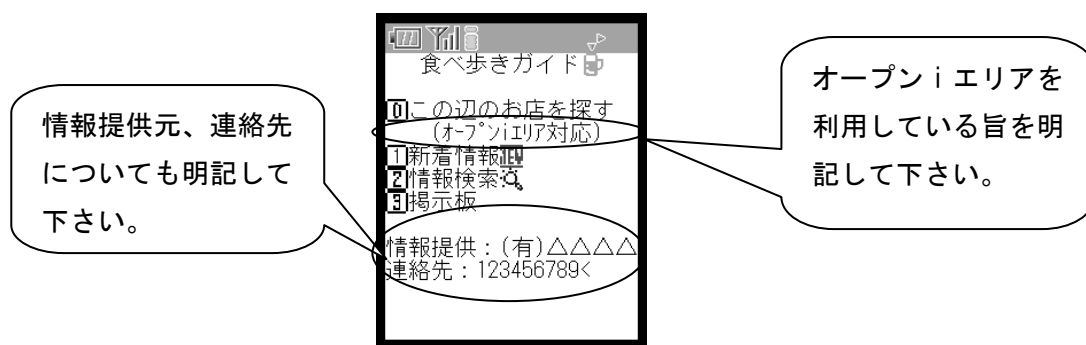 食べ歩きガイド
0この辺のお店を探す
(オープンiエリア対応)
1新着情報NEW
2情報検索
3掲示板
情報提供：(有)△△△△
連絡先：123456789<
情報提供元、連絡先
についても明記して
下さい。
オープンｉエリアを
利用している旨を明
記して下さい。